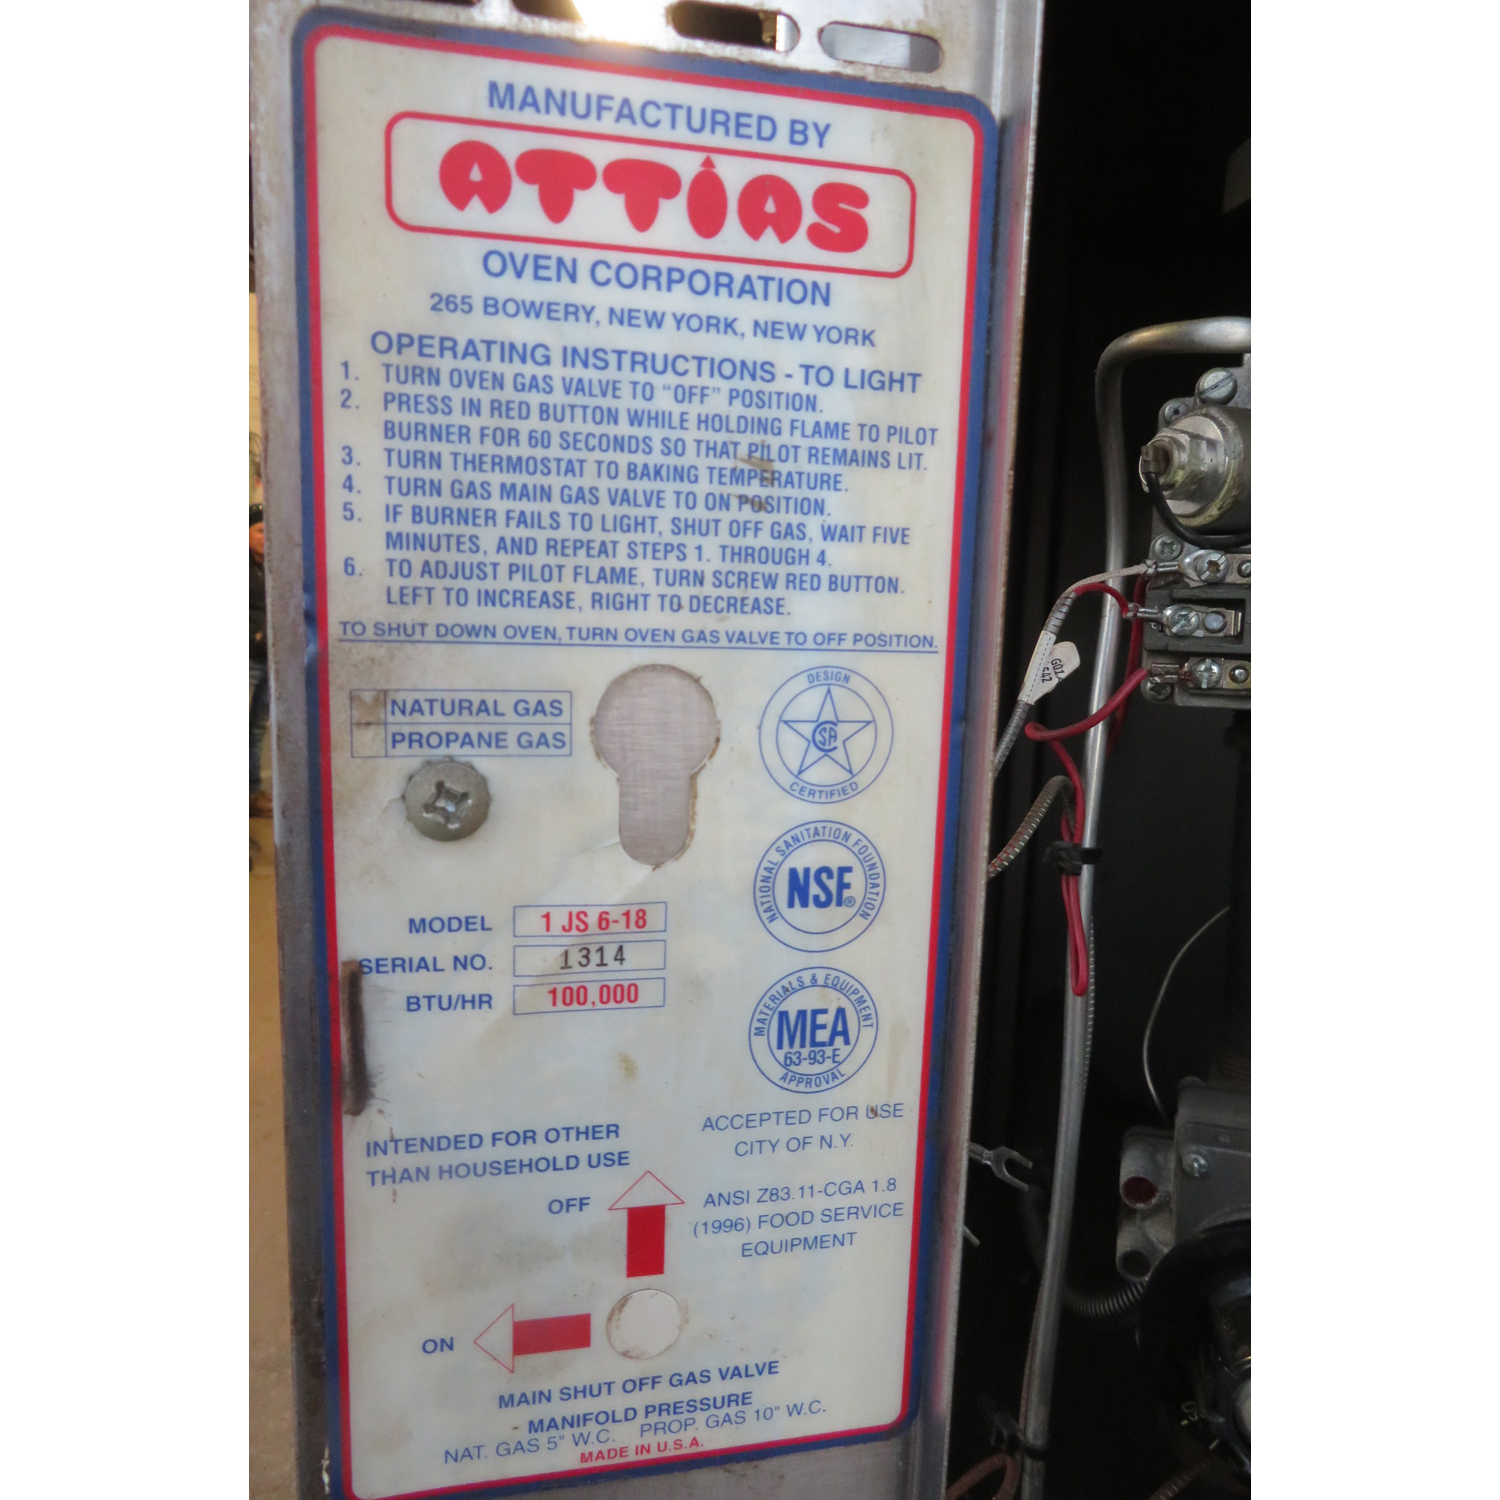 MANUFACTURED BY
ATTIAS
OVEN CORPORATION
265 BOWERY, NEW YORK, NEW YORK
OPERATING INSTRUCTIONS - TO LIGHT
1. TURN OVEN GAS VALVE TO "OFF" POSITION.
2. PRESS IN RED BUTTON WHILE HOLDING FLAME TO PILOT
BURNER FOR 60 SECONDS SO THAT PILOT REMAINS LIT.
3. TURN THERMOSTAT TO BAKING TEMPERATURE.
4. TURN GAS MAIN GAS VALVE TO ON POSITION.
5. IF BURNER FAILS TO LIGHT, SHUT OFF GAS, WAIT FIVE
MINUTES, AND REPEAT STEPS 1. THROUGH 4.
6. TO ADJUST PILOT FLAME, TURN SCREW RED BUTTON.
LEFT TO INCREASE, RIGHT TO DECREASE.
TO SHUT DOWN OVEN, TURN OVEN GAS VALVE TO OFF POSITION.
NATURAL GAS
PROPANE GAS
DESIGN
CSA
CERTIFIED
NATIONAL SANITATION FOUNDATION
NSF®
MODEL 1 JS 6-18
SERIAL NO. 1314
BTU/HR 100,000
MATERIALS & EQUIPMENT
MEA
63-93-E
APPROVAL
ACCEPTED FOR USE
CITY OF N.Y.
INTENDED FOR OTHER
THAN HOUSEHOLD USE
ANSI Z83.11-CGA 1.8
(1996) FOOD SERVICE
EQUIPMENT
OFF
ON
MAIN SHUT OFF GAS VALVE
- MANIFOLD PRESSURE
NAT. GAS 5" W.C. PROP. GAS 10" W.C.
MADE IN U.S.A.